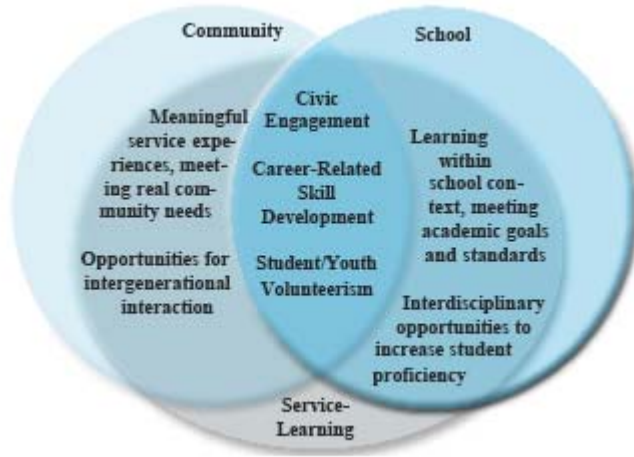 Community
School
Meaningful
service expe-
riences, meet-
ing real com-
munity needs
Opportunities for
intergenerational
interaction
Civic
Engagement
Career-Related
Skill
Development
Student/Youth
Volunteerism
Learning
within
school con-
text, meeting
academic goals
and standards
Interdisciplinary
opportunities to
increase student
proficiency
Service-
Learning